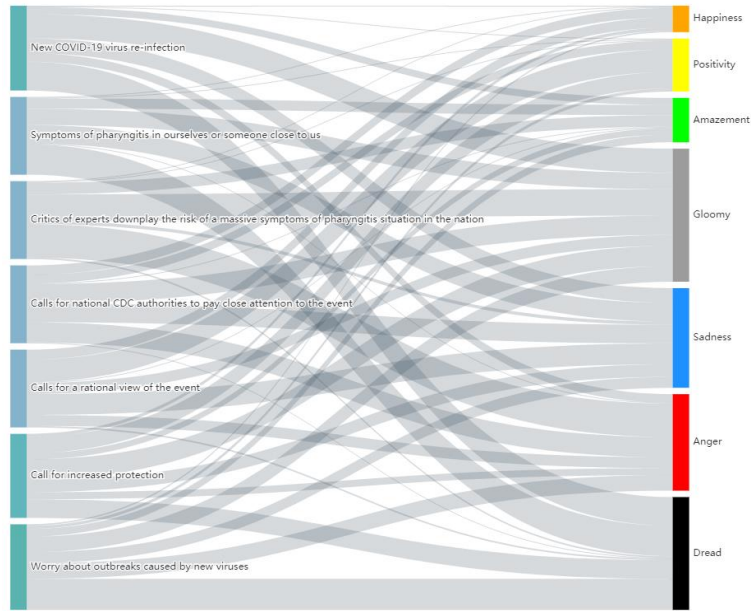 New COVID-19 virus re-infection
Symptoms of pharyngitis in ourselves or someone close to us
Critics of experts downplay the risk of a massive symptoms of pharyngitis situation in the nation
Calls for national CDC authorities to pay close attention to the event
Calls for a rational view of the event
Call for increased protection
Worry about outbreaks caused by new viruses
Happiness
Positivity
Amazement
Gloomy
Sadness
Anger
Dread